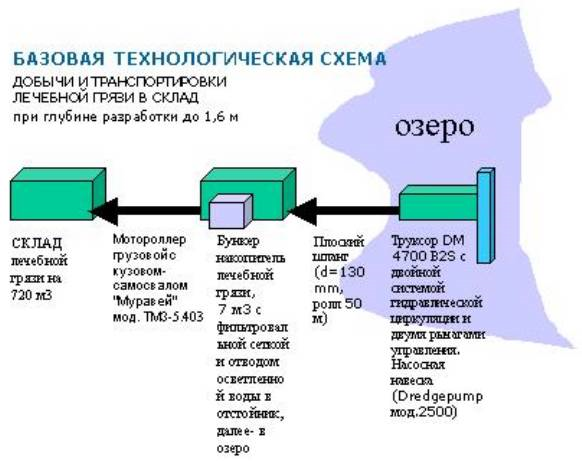 БАЗОВАЯ ТЕХНОЛОГИЧЕСКАЯ СХЕМА
ДОБЫЧИ И ТРАНСПОРТИРОВКИ
ЛЕЧЕБНОЙ ГРЯЗИ В СКЛАД
при глубине разработки до 1,6 м
озеро
СКЛАД
лечебной
грязи на
720 м3
Мотороллер
грузовой с
кузовом-
самосвалом
"Муравей"
мод. ТМЗ-5.403
Бункер
накопитель
лечебной
грязи,
7 м3 с
фильтровал
ьной сеткой
и отводом
осветленно
й воды в
отстойник,
далее- в
озеро
Плоский
шланг
(d=130
mm,
ролл 50
м)
Труксор DM
4700 B2S с
двойной
системой
гидравлической
циркуляции и
двумя рычагами
управления.
Насосная
навеска
(Dredgepump
мод.2500)